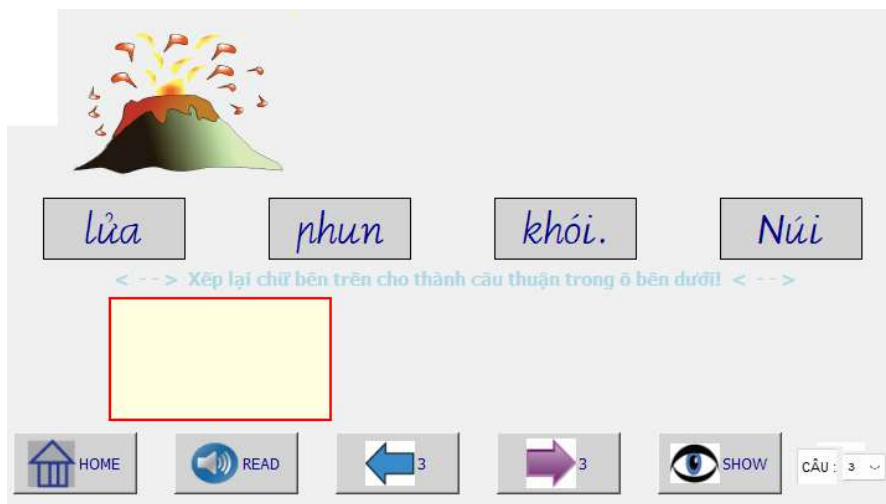 lửa phun khói. Núi
< - - > Xếp lại chữ bên trên cho thành câu thuận trong ô bên dưới! < - - >
HOME READ 3 3 SHOW CÂU : 3